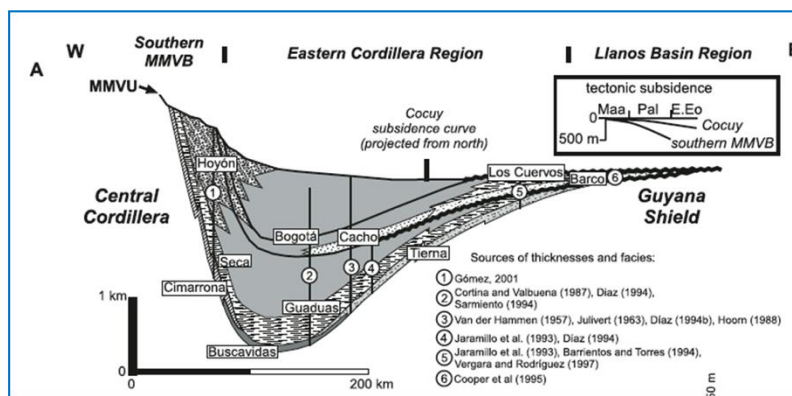 Southern
MMVB
Eastern Cordillera Region
Llanos Basin Region
A
W
E
MMVU
tectonic subsidence
Maa Pal E.Eo
0
500 m
Cocuy
southern MMVB
Cocuy
subsidence curve
(projected from north)
Central
Cordillera
Guyana
Shield
Hoyón
Los Cuervos
Barco
Bogotá
Cacho
Tierna
Seca
Cimarrona
Guaduas
Buscavidas
1
2
3
4
5
6
1 km
0
0
200 km
Sources of thicknesses and facies:
1 Gómez, 2001
2 Cortina and Valbuena (1987), Diaz (1994),
Sarmiento (1994)
3 Van der Hammen (1957), Julivert (1963), Díaz (1994b), Hoorn (1988)
4 Jaramillo et al. (1993), Diaz (1994)
5 Jaramillo et al. (1993), Barrientos and Torres (1994),
Vergara and Rodríguez (1997)
6 Cooper et al (1995)